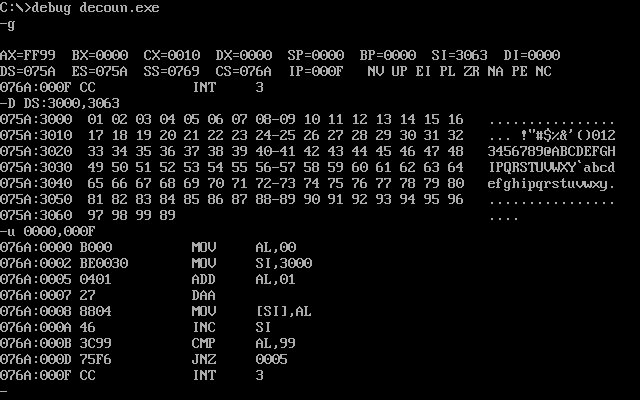 C:\>debug decoun.exe
-g
AX=FF99 BX=0000 CX=0010 DX=0000 SP=0000 BP=0000 SI=3063 DI=0000
DS=075A ES=075A SS=0769 CS=076A IP=000F NV UP EI PL ZR NA PE NC
076A:000F CC INT 3
-D DS:3000,3063
075A:3000 01 02 03 04 05 06 07 08-09 10 11 12 13 14 15 16 ................
075A:3010 17 18 19 20 21 22 23 24-25 26 27 28 29 30 31 32 ... !"#$%&'()012
075A:3020 33 34 35 36 37 38 39 40-41 42 43 44 45 46 47 48 3456789@ABCDEFGH
075A:3030 49 50 51 52 53 54 55 56-57 58 59 60 61 62 63 64 IPQRSTUVWXY`abcd
075A:3040 65 66 67 68 69 70 71 72-73 74 75 76 77 78 79 80 efghipqrstuvwxy.
075A:3050 81 82 83 84 85 86 87 88-89 90 91 92 93 94 95 96 ................
075A:3060 97 98 99 89 ....
-u 0000,000F
076A:0000 B000 MOV AL,00
076A:0002 BE0030 MOV SI,3000
076A:0005 0401 ADD AL,01
076A:0007 27 DAA
076A:0008 8804 MOV [SI],AL
076A:000A 46 INC SI
076A:000B 3C99 CMP AL,99
076A:000D 75F6 JNZ 0005
076A:000F CC INT 3
-